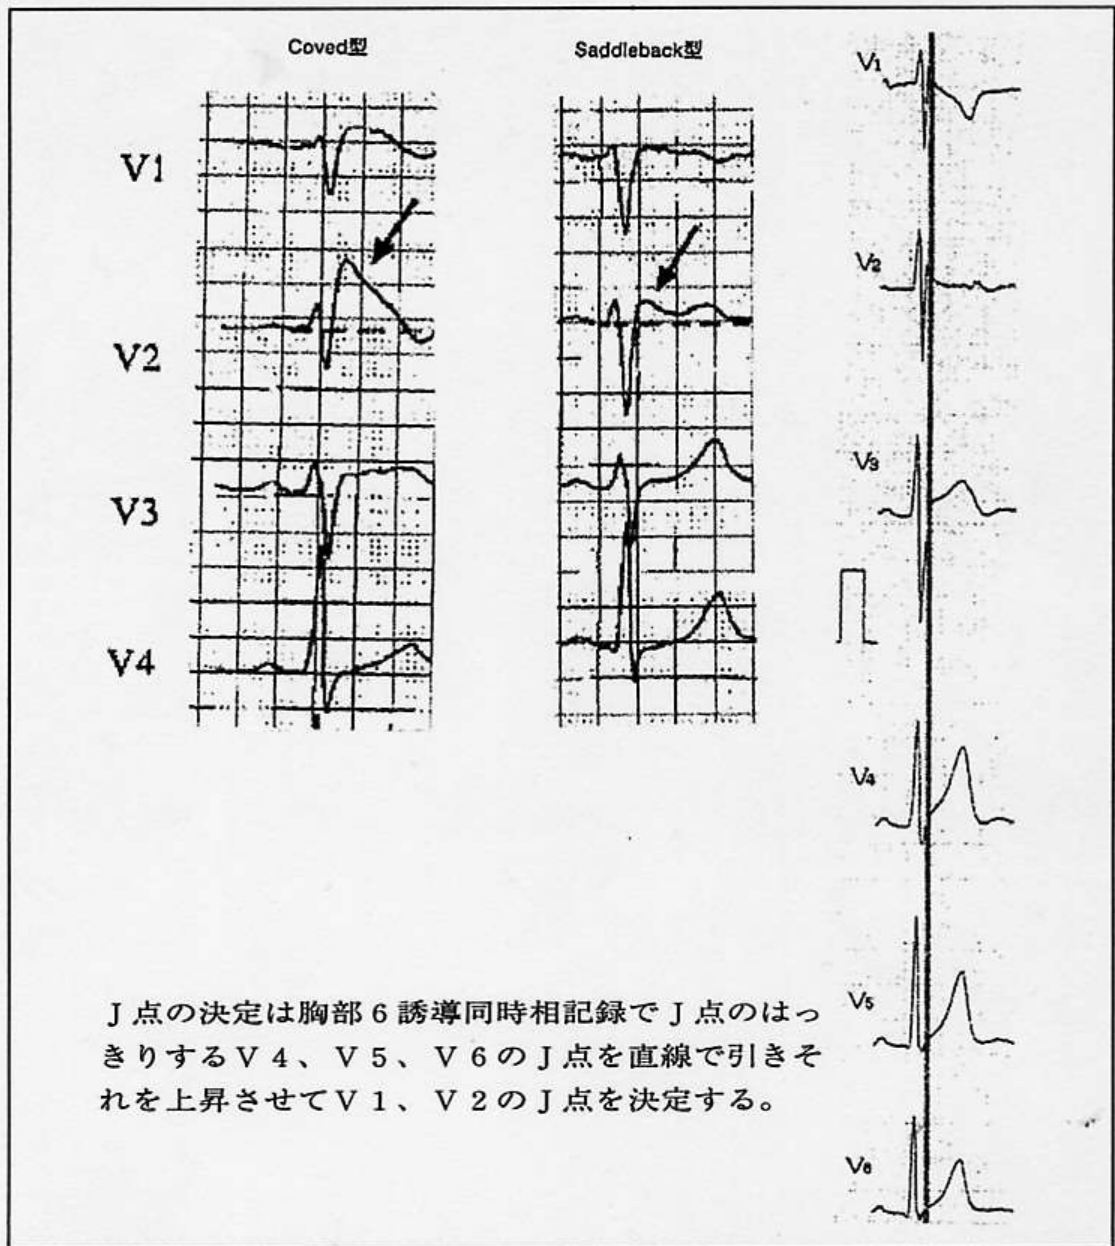 Coved型
Saddleback型
V1
V2
V3
V4
V1
V2
V3
V4
V5
V6
J点の決定は胸部6誘導同時相記録でJ点のはっ
きりするV4、V5、V6のJ点を直線で引きそ
れを上昇させてV1、V2のJ点を決定する。